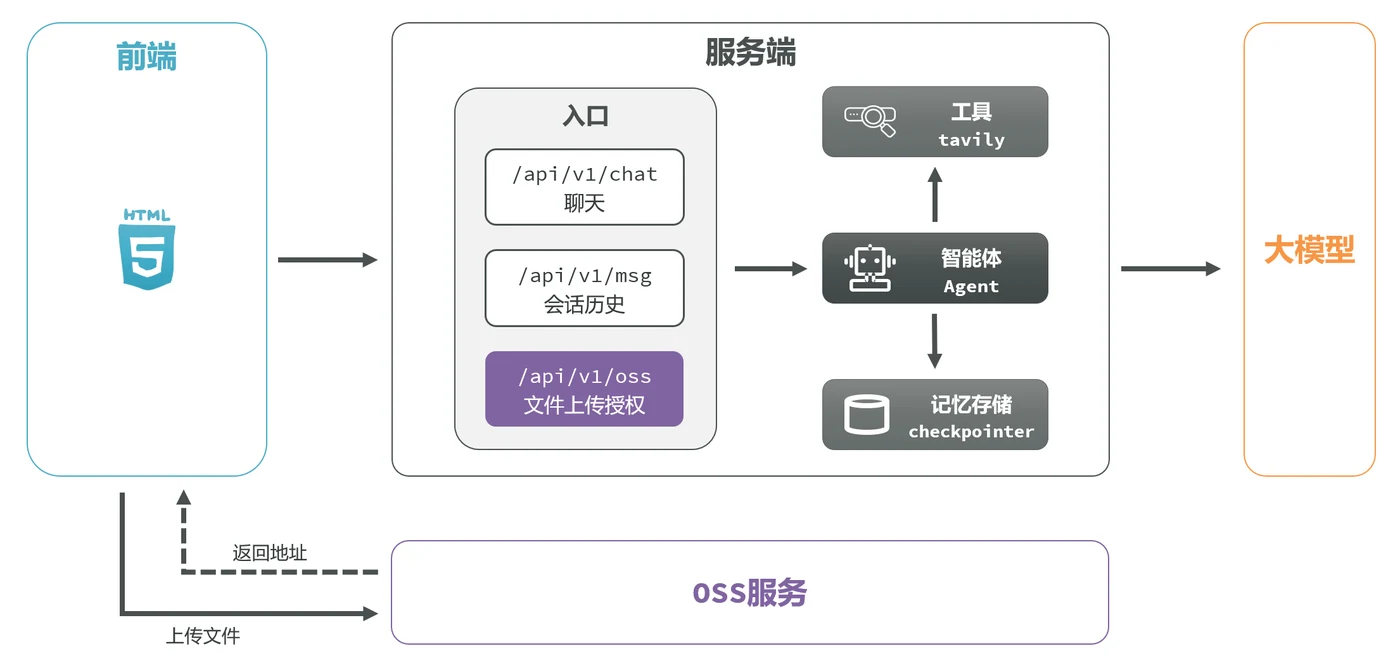 前端
HTML
5
服务端
入口
/api/v1/chat
聊天
/api/v1/msg
会话历史
/api/v1/oss
文件上传授权
工具
tavily
智能体
Agent
记忆存储
checkpointer
大模型
返回地址
上传文件
OSS服务